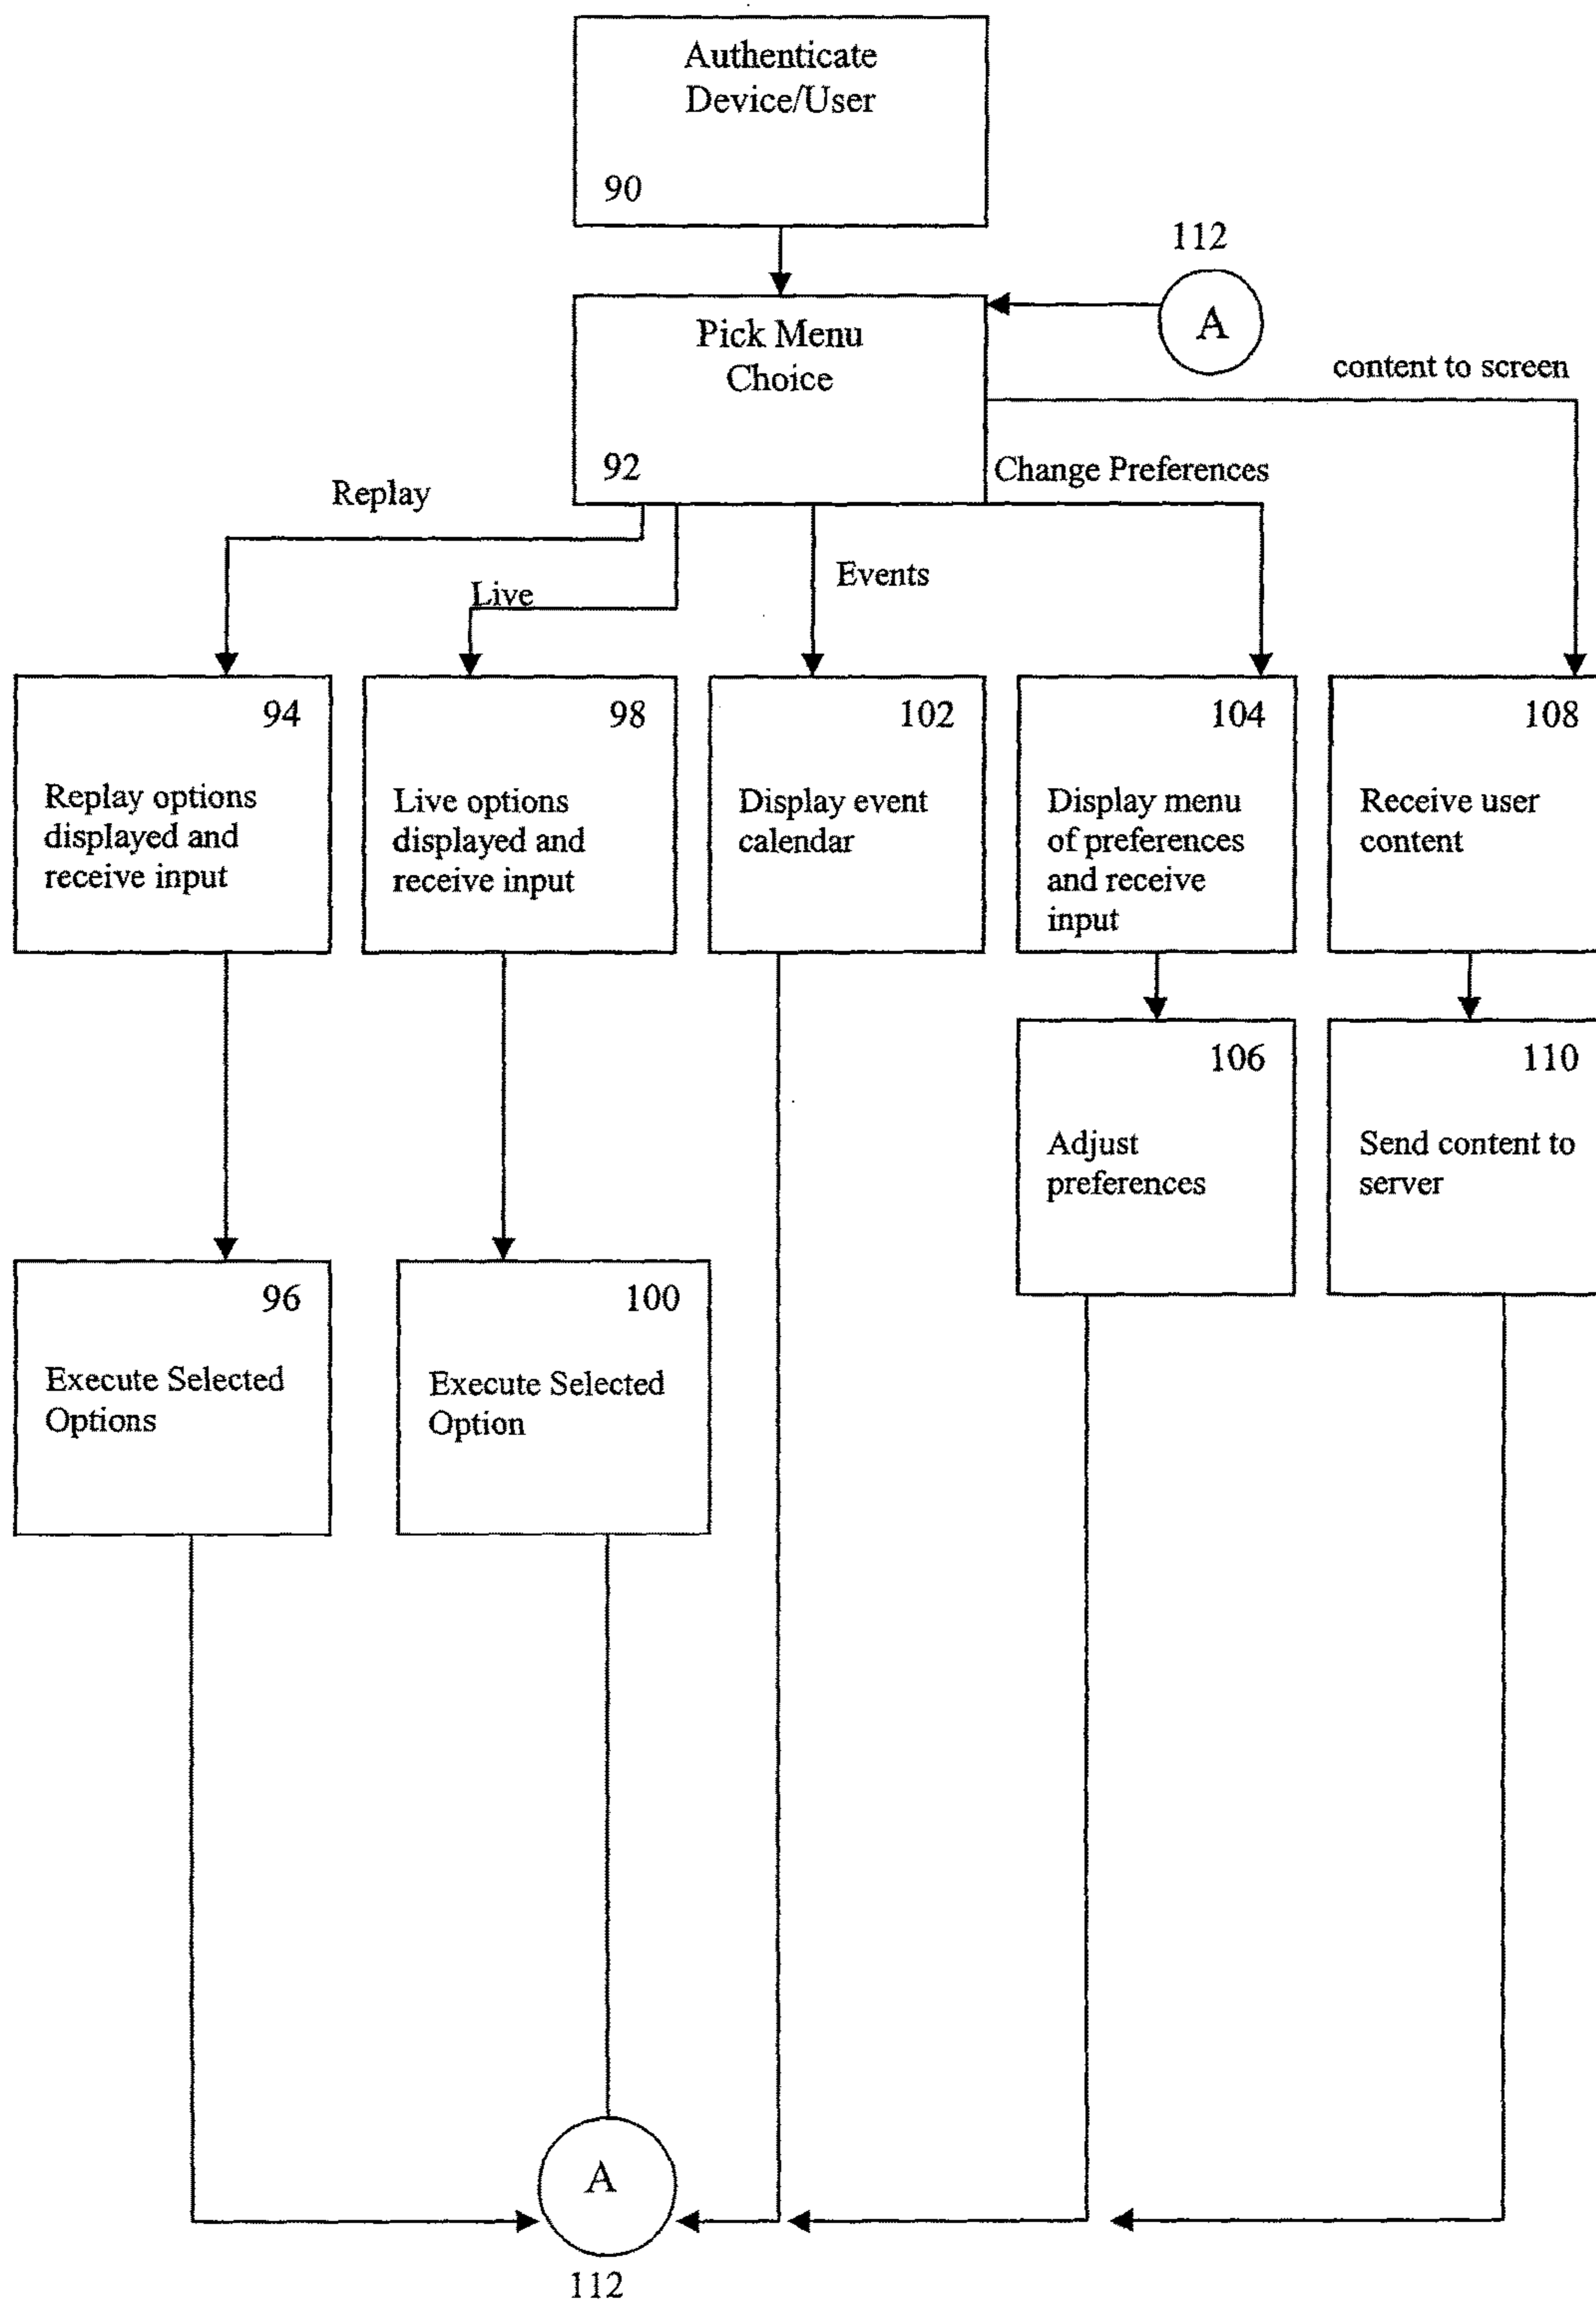 Authenticate
Device/User
90
112
A
Pick Menu
Choice
92
content to screen
Change Preferences
Replay
Live
Events
94
Replay options
displayed and
receive input
98
Live options
displayed and
receive input
102
Display event
calendar
104
Display menu
of preferences
and receive
input
108
Receive user
content
106
Adjust
preferences
110
Send content to
server
96
Execute Selected
Options
100
Execute Selected
Option
A
112